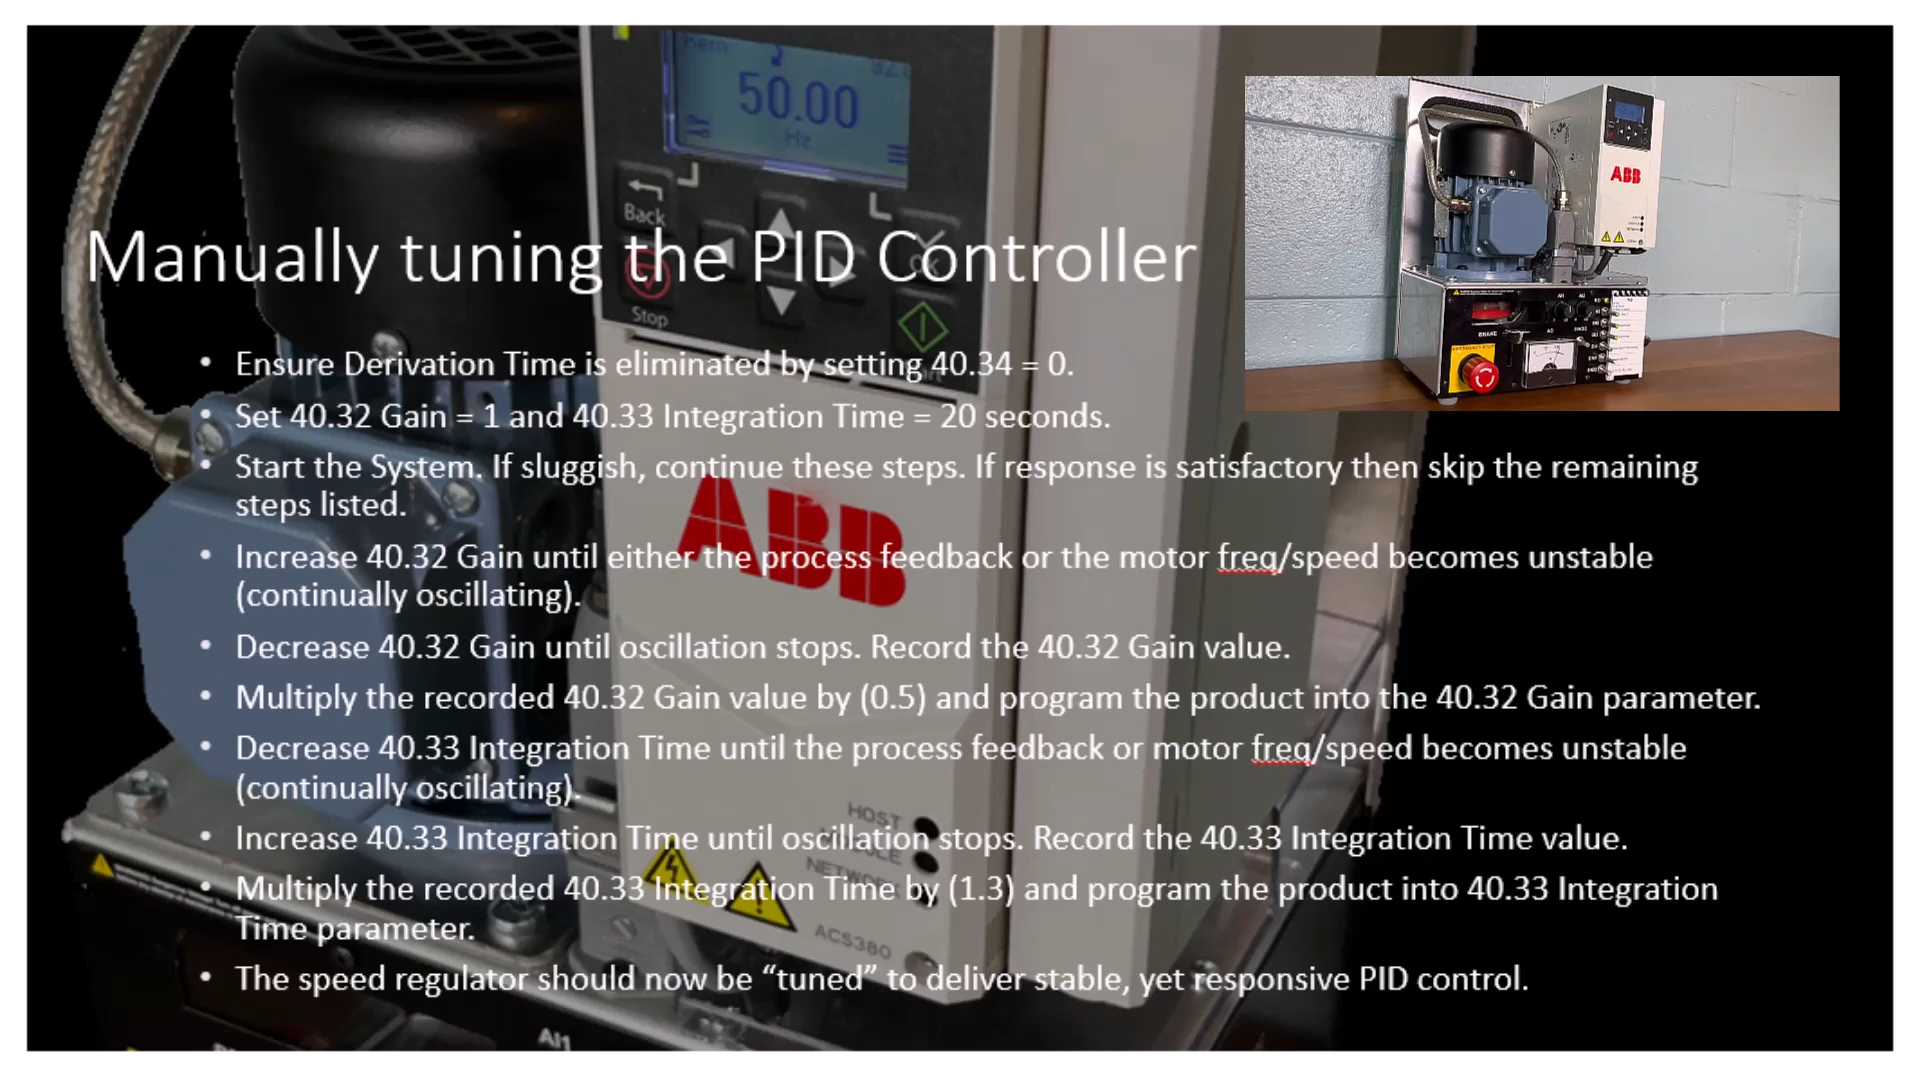 50.00
Hz
Back
Stop
Manually tuning the PID Controller
ABB
• Ensure Derivation Time is eliminated by setting 40.34 = 0.
• Set 40.32 Gain = 1 and 40.33 Integration Time = 20 seconds.
• Start the System. If sluggish, continue these steps. If response is satisfactory then skip the remaining
steps listed.
ABB
• Increase 40.32 Gain until either the process feedback or the motor freq/speed becomes unstable
(continually oscillating).
• Decrease 40.32 Gain until oscillation stops. Record the 40.32 Gain value.
• Multiply the recorded 40.32 Gain value by (0.5) and program the product into the 40.32 Gain parameter.
• Decrease 40.33 Integration Time until the process feedback or motor freq/speed becomes unstable
(continually oscillating).
HOST
• Increase 40.33 Integration Time until oscillation stops. Record the 40.33 Integration Time value.
NETWORK
• Multiply the recorded 40.33 Integration Time by (1.3) and program the product into 40.33 Integration
Time parameter.
ACS380
• The speed regulator should now be “tuned” to deliver stable, yet responsive PID control.
AI1